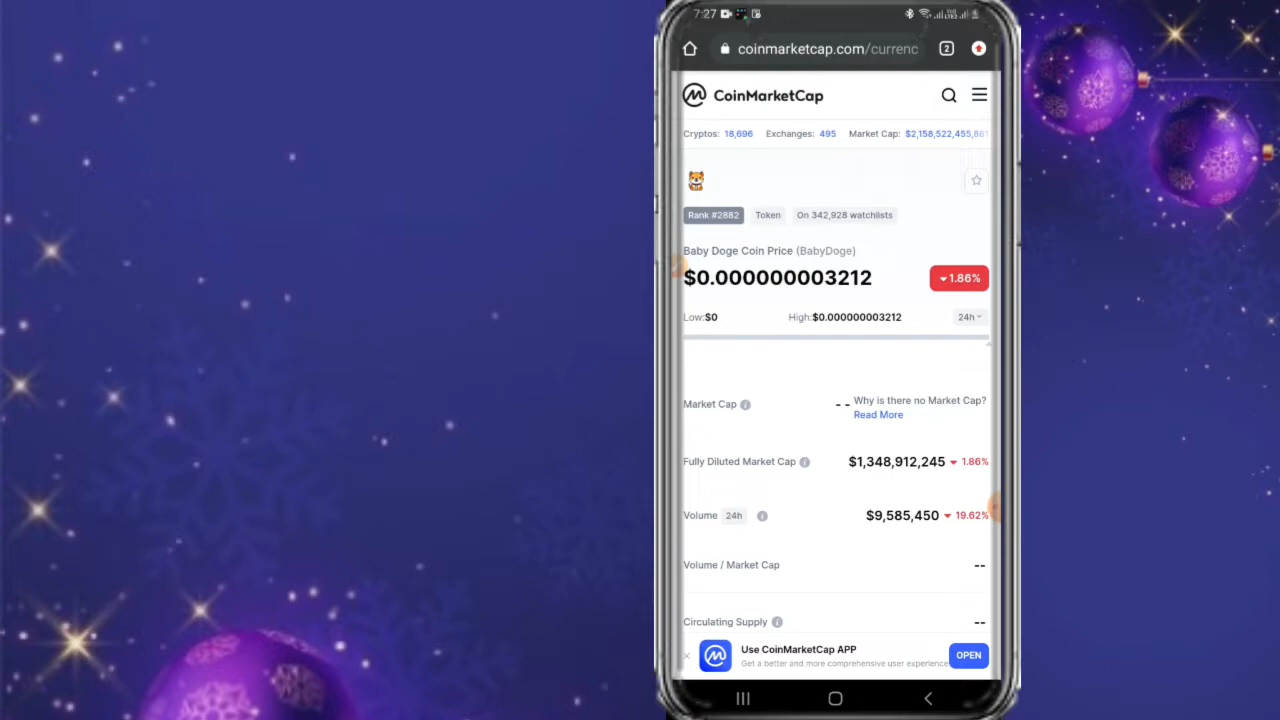 7:27
coinmarketcap.com/currenc
2
CoinMarketCap
Cryptos: 18,696 Exchanges: 495 Market Cap: $2,158,522,455,861
Rank #2882 Token On 342,928 watchlists
Baby Doge Coin Price (BabyDoge)
$0.000000003212 1.86%
Low:$0 High:$0.000000003212 24h
Market Cap -- Why is there no Market Cap?
Read More
Fully Diluted Market Cap $1,348,912,245 1.86%
Volume 24h $9,585,450 19.62%
Volume / Market Cap --
Circulating Supply --
Use CoinMarketCap APP
Get a better and more comprehensive user experience
OPEN